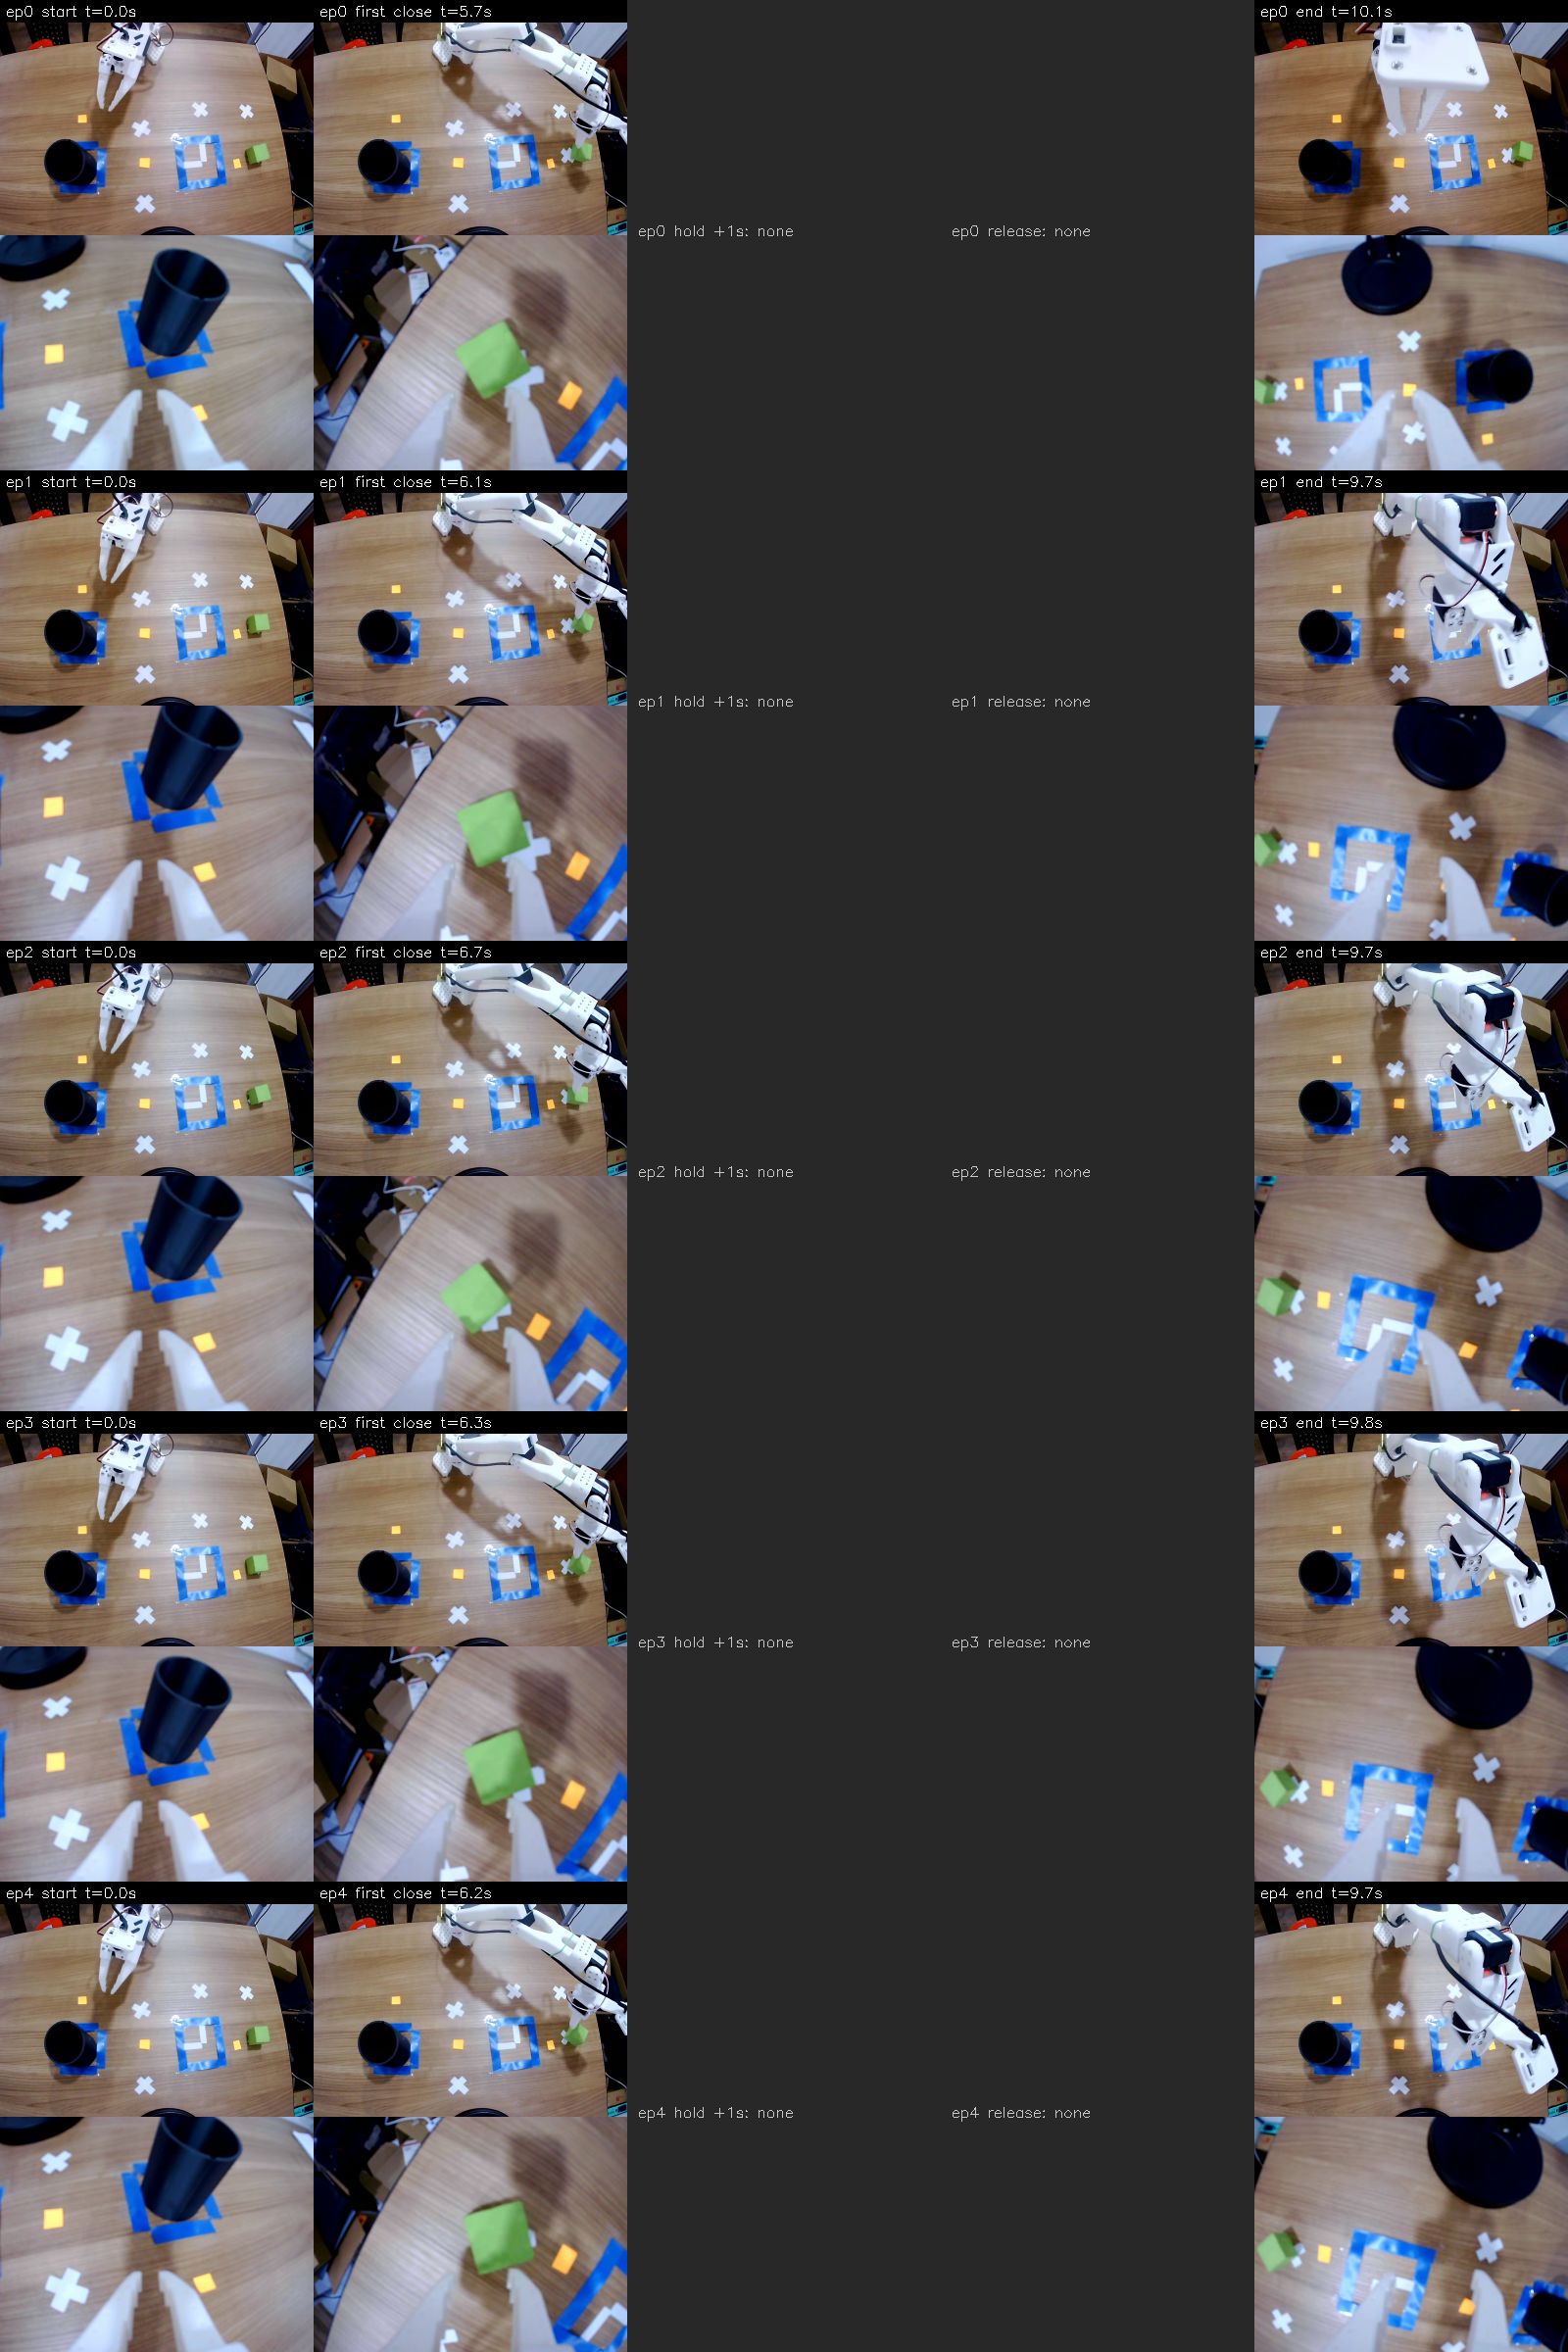 ep0 start t=0.0s
ep0 first close t=5.7s
ep0 end t=10.1s
ep0 hold +1s: none
ep0 release: none
ep1 start t=0.0s
ep1 first close t=6.1s
ep1 end t=9.7s
ep1 hold +1s: none
ep1 release: none
ep2 start t=0.0s
ep2 first close t=6.7s
ep2 end t=9.7s
ep2 hold +1s: none
ep2 release: none
ep3 start t=0.0s
ep3 first close t=6.3s
ep3 end t=9.8s
ep3 hold +1s: none
ep3 release: none
ep4 start t=0.0s
ep4 first close t=6.2s
ep4 end t=9.7s
ep4 hold +1s: none
ep4 release: none